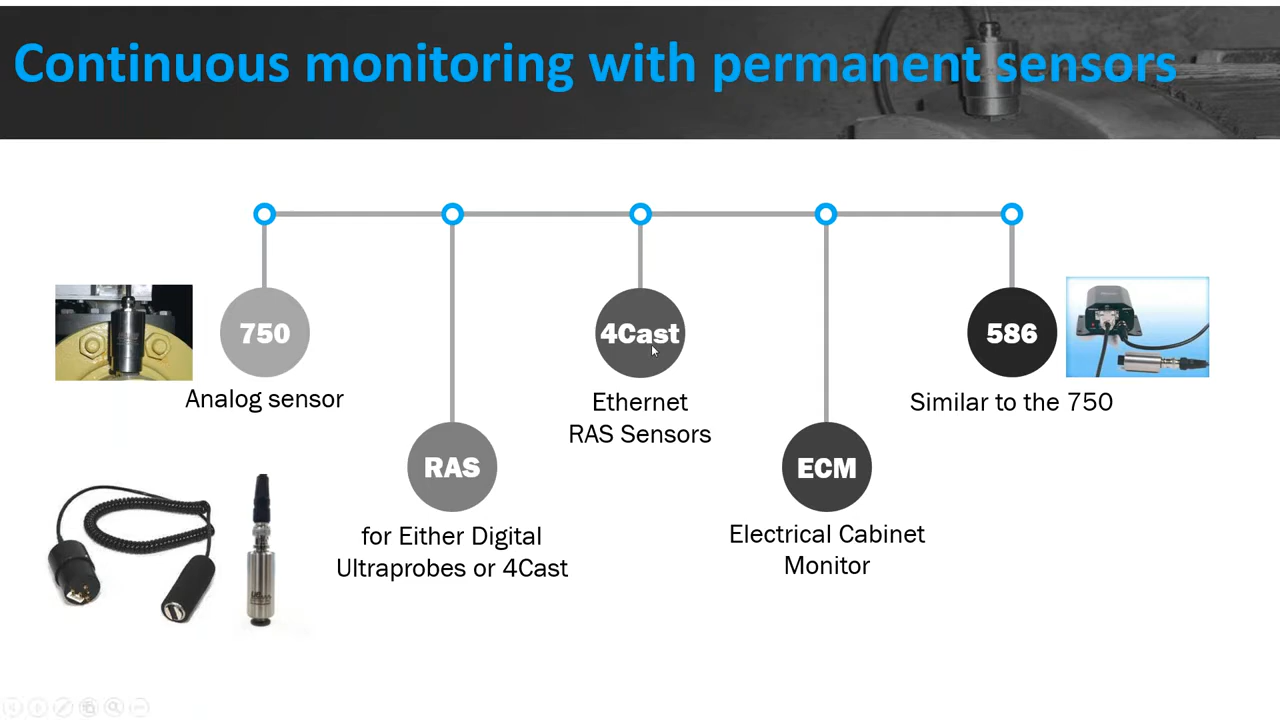 Continuous monitoring with permanent sensors
750
Analog sensor
RAS
for Either Digital
Ultraprobes or 4Cast
4Cast
Ethernet
RAS Sensors
ECM
Electrical Cabinet
Monitor
586
Similar to the 750